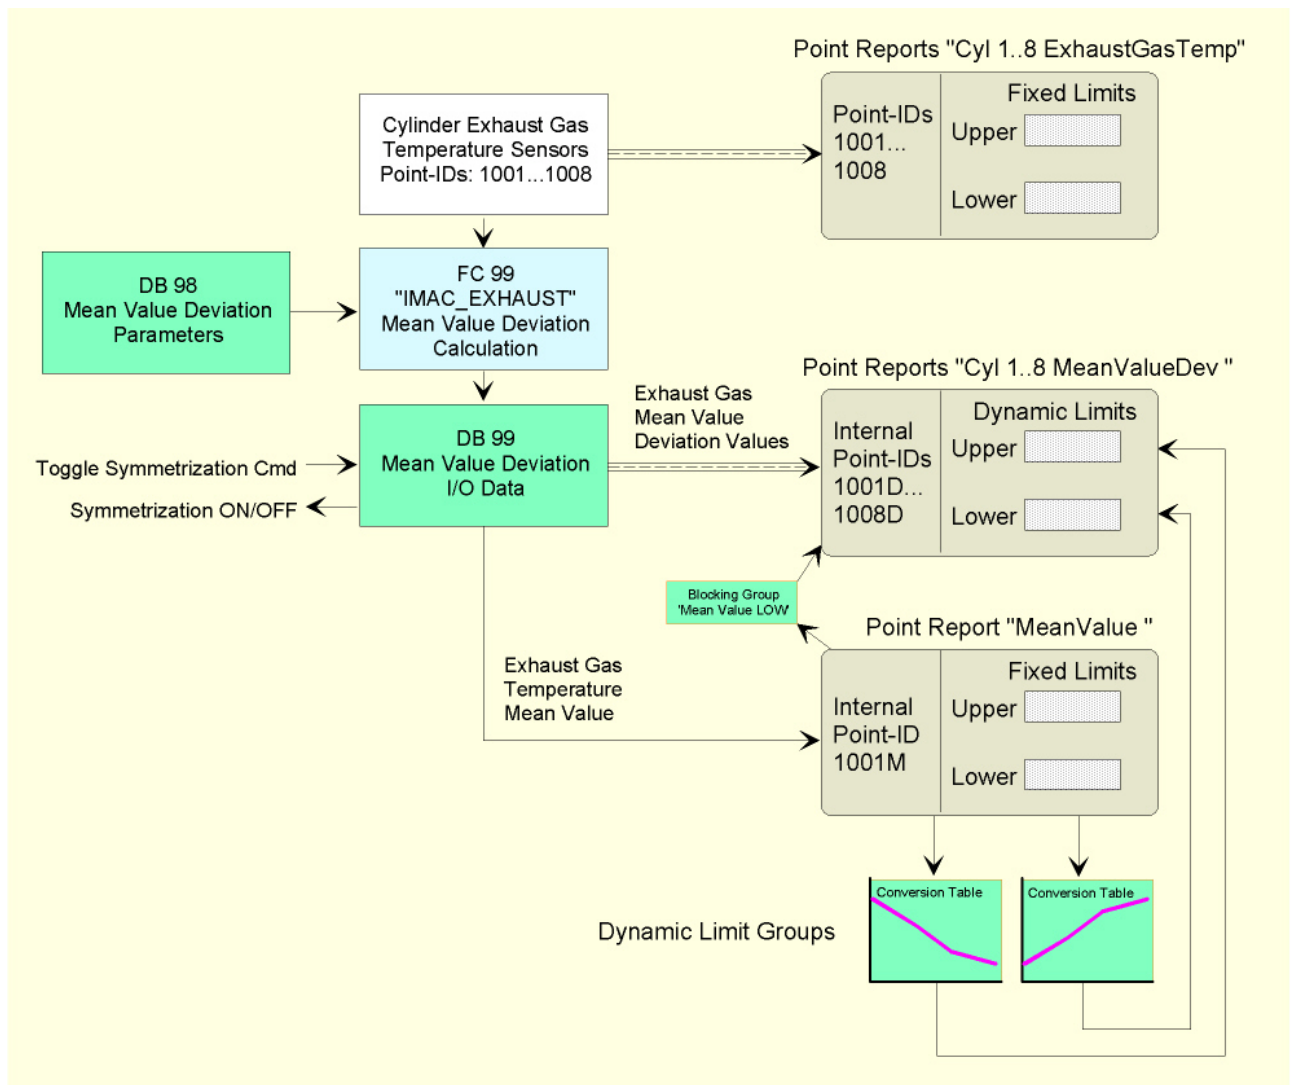 Point Reports "Cyl 1..8 ExhaustGasTemp"
Cylinder Exhaust Gas
Temperature Sensors
Point-IDs: 1001...1008
Point-IDs
1001...
1008
Fixed Limits
Upper
Lower
DB 98
Mean Value Deviation
Parameters
FC 99
"IMAC_EXHAUST"
Mean Value Deviation
Calculation
Point Reports "Cyl 1..8 MeanValueDev "
Exhaust Gas
Mean Value
Deviation Values
DB 99
Mean Value Deviation
I/O Data
Toggle Symmetrization Cmd
Symmetrization ON/OFF
Internal
Point-IDs
1001D...
1008D
Dynamic Limits
Upper
Lower
Blocking Group
'Mean Value LOW'
Point Report "MeanValue "
Exhaust Gas
Temperature
Mean Value
Internal
Point-ID
1001M
Fixed Limits
Upper
Lower
Dynamic Limit Groups
Conversion Table
Conversion Table